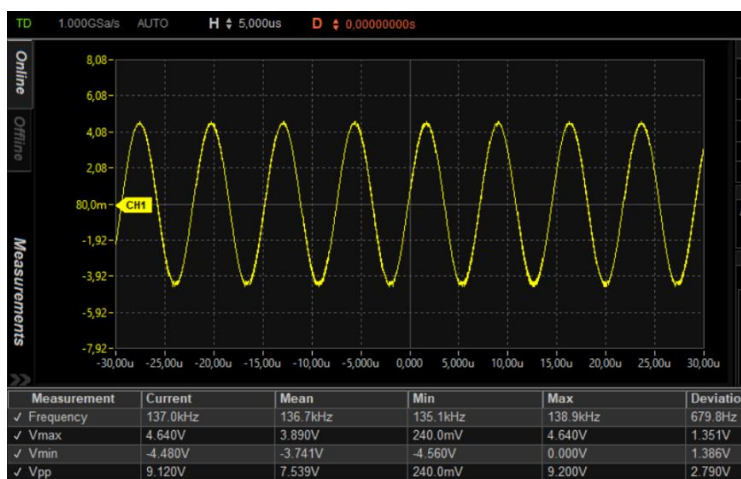 TD 1.000GSa/s AUTO H 5,000us D 0,00000000s
Online
Offline
Measurements
8,08
6,08
4,08
2,08
80,0m CH1
-1,92
-3,92
-5,92
-7,92
-30,00u -25,00u -20,00u -15,00u -10,00u -5,000u 0,000 5,000u 10,00u 15,00u 20,00u 25,00u 30,00u
Measurement Current Mean Min Max Deviatio
✓ Frequency 137.0kHz 136.7kHz 135.1kHz 138.9kHz 679.8Hz
✓ Vmax 4.640V 3.890V 240.0mV 4.640V 1.351V
✓ Vmin -4.480V -3.741V -4.560V 0.000V 1.386V
✓ Vpp 9.120V 7.539V 240.0mV 9.200V 2.790V